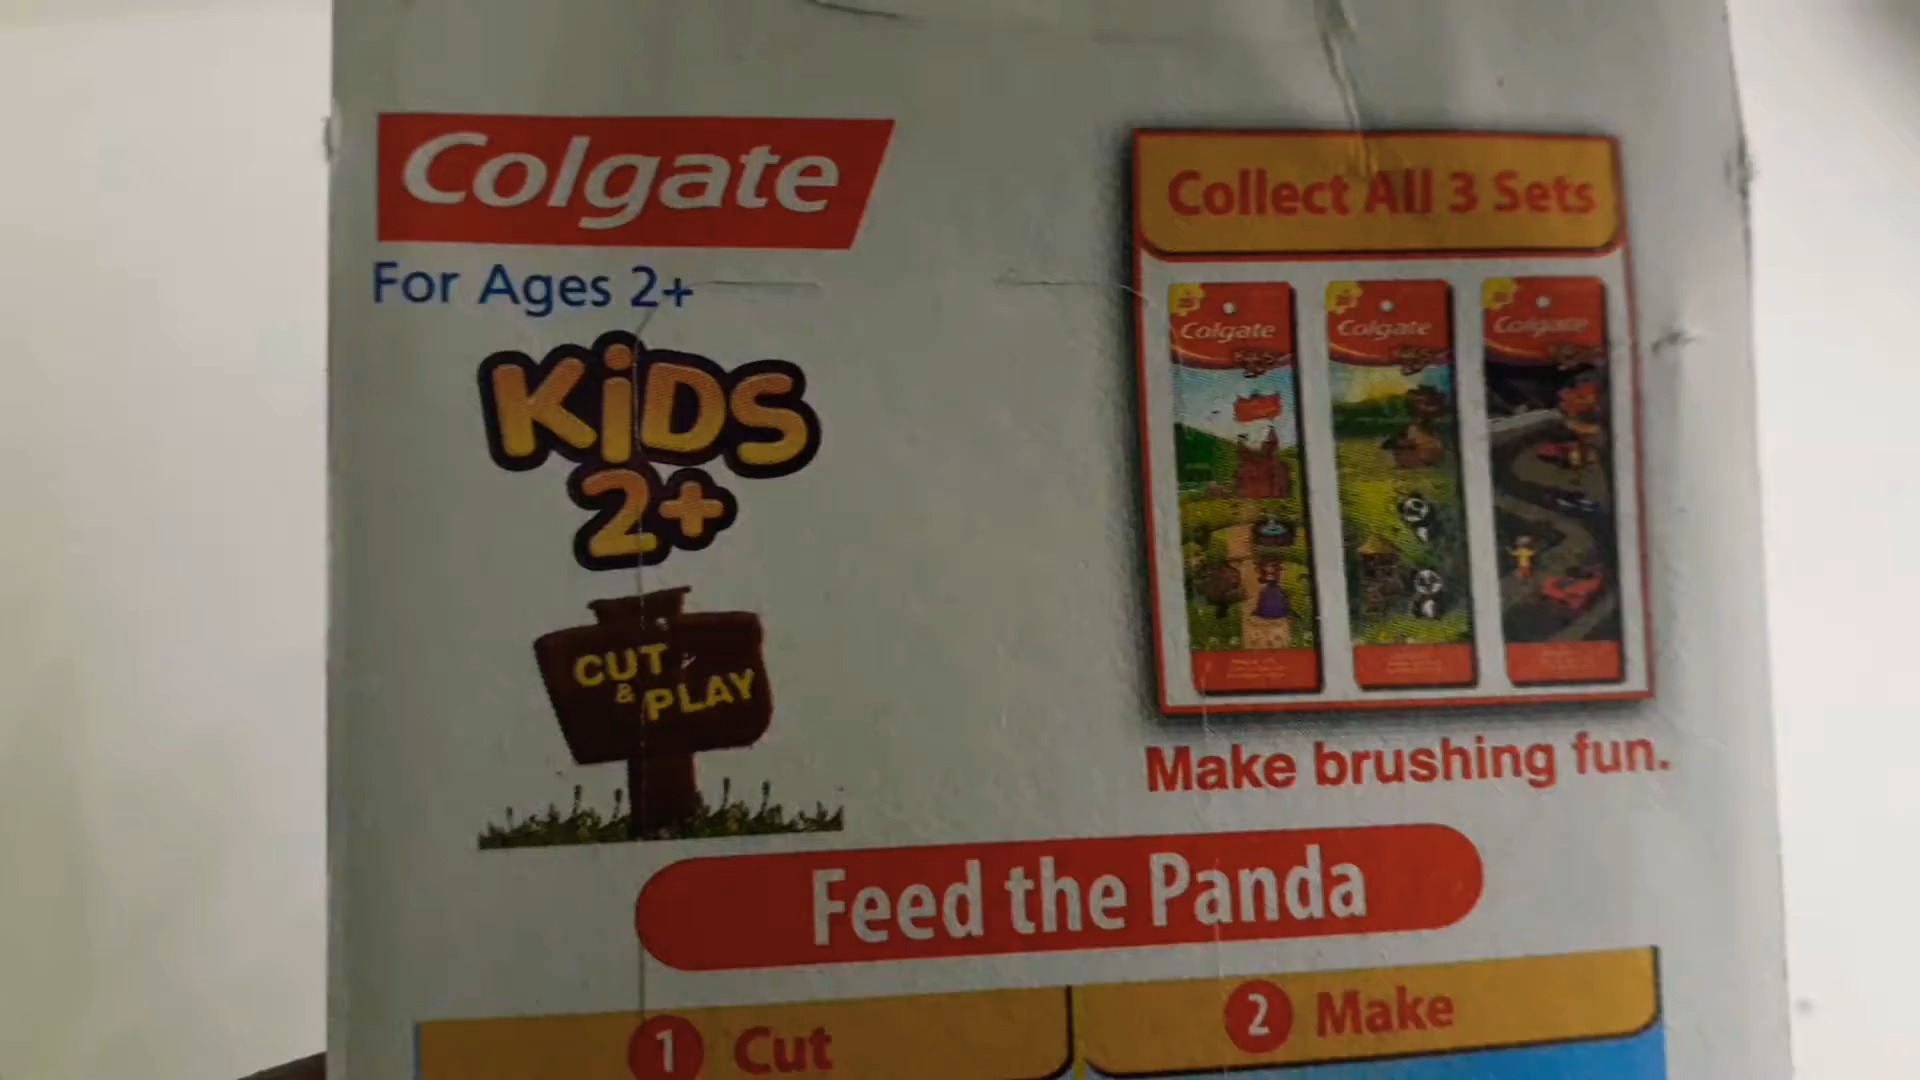 Colgate
For Ages 2+
KiDS
2+
CUT
& PLAY
Collect All 3 Sets
Colgate
Colgate
Colgate
Make brushing fun.
Feed the Panda
1 Cut
2 Make